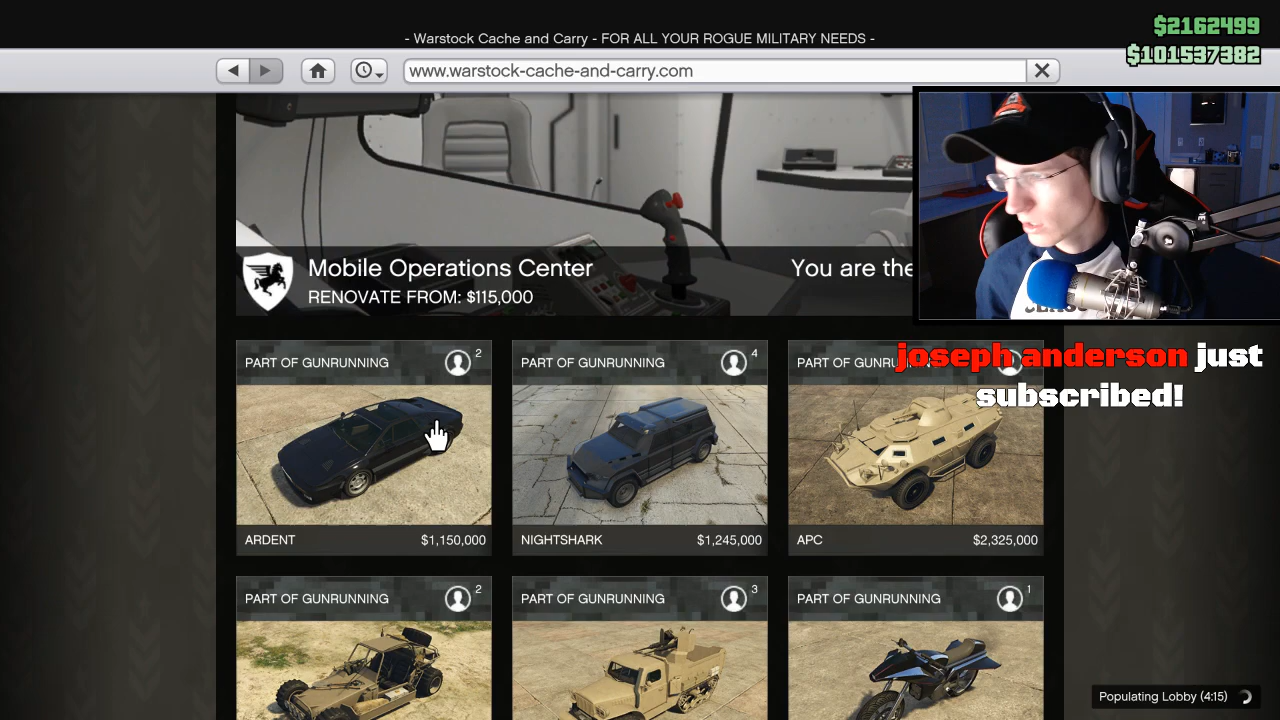 - Warstock Cache and Carry - FOR ALL YOUR ROGUE MILITARY NEEDS -
$2162499
$101537382
www.warstock-cache-and-carry.com
Mobile Operations Center
You are the
RENOVATE FROM: $115,000
joseph anderson just
subscribed!
PART OF GUNRUNNING 2
PART OF GUNRUNNING 4
PART OF GUNRUN
ARDENT $1,150,000
NIGHTSHARK $1,245,000
APC $2,325,000
PART OF GUNRUNNING 2
PART OF GUNRUNNING 3
PART OF GUNRUNNING 1
Populating Lobby (4:15)